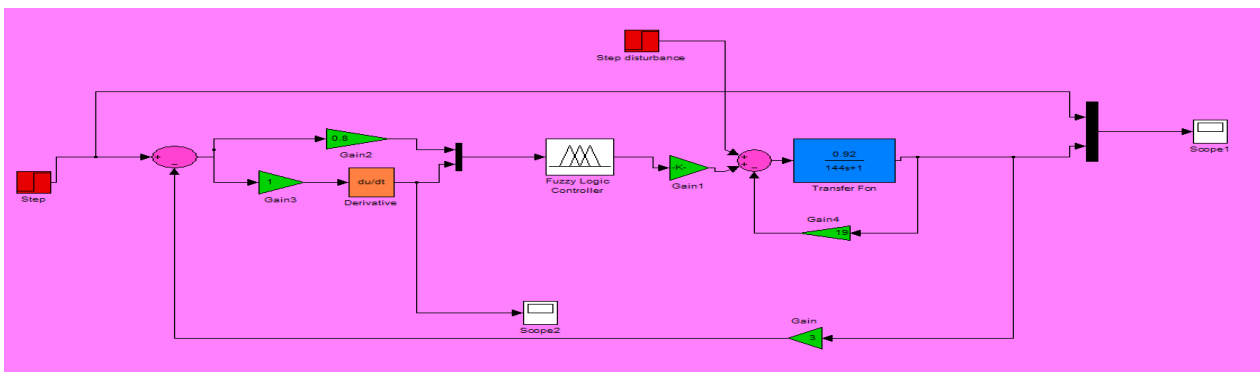 Step disturbance
0.8
Gain2
1
Gain3
du/dt
Derivative
Fuzzy Logic
Controller
-K-
Gain1
0.92
144s+1
Transfer Fcn
Scope1
Step
Gain4
19
Scope2
Gain
3